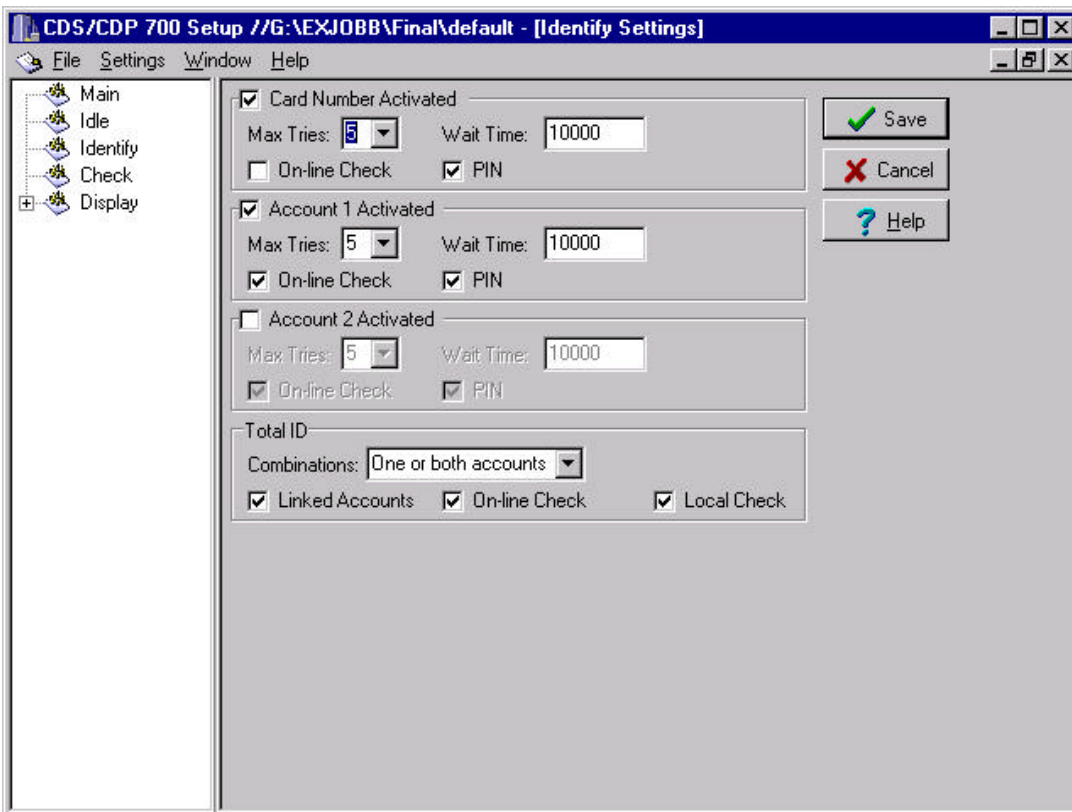 CDS/CDP 700 Setup //G:\EXJOBB\Final\default - [Identify Settings]
File Settings Window Help
Main
Idle
Identify
Check
Display
Card Number Activated
Max Tries: 5 Wait Time: 10000
On-line Check PIN
Account 1 Activated
Max Tries: 5 Wait Time: 10000
On-line Check PIN
Account 2 Activated
Max Tries: 5 Wait Time: 10000
On-line Check PIN
Total ID
Combinations: One or both accounts
Linked Accounts On-line Check Local Check
Save
Cancel
Help